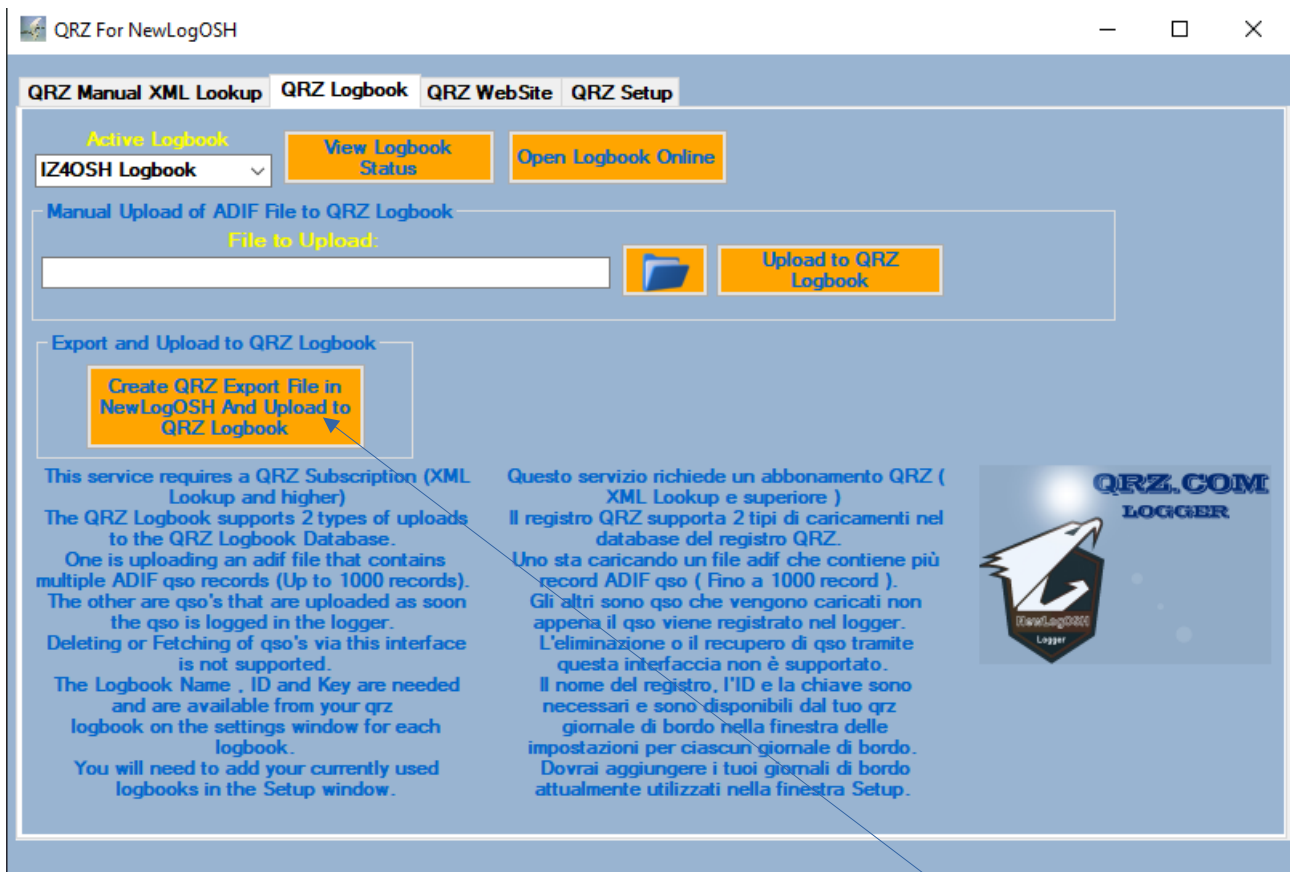 QRZ For NewLogOSH
QRZ Manual XML Lookup
QRZ Logbook
QRZ WebSite
QRZ Setup
Active Logbook
IZ4OSH Logbook
View Logbook
Status
Open Logbook Online
Manual Upload of ADIF File to QRZ Logbook
File to Upload:
Upload to QRZ
Logbook
Export and Upload to QRZ Logbook
Create QRZ Export File in
NewLogOSH And Upload to
QRZ Logbook
This service requires a QRZ Subscription (XML
Lookup and higher)
The QRZ Logbook supports 2 types of uploads
to the QRZ Logbook Database.
One is uploading an adif file that contains
multiple ADIF qso records (Up to 1000 records).
The other are qso's that are uploaded as soon
the qso is logged in the logger.
Deleting or Fetching of qso's via this interface
is not supported.
The Logbook Name , ID and Key are needed
and are available from your qrz
logbook on the settings window for each
logbook.
You will need to add your currently used
logbooks in the Setup window.
Questo servizio richiede un abbonamento QRZ (
XML Lookup e superiore )
Il registro QRZ supporta 2 tipi di caricamenti nel
database del registro QRZ.
Uno sta caricando un file adif che contiene più
record ADIF qso ( Fino a 1000 record ).
Gli altri sono qso che vengono caricati non
appena il qso viene registrato nel logger.
L'eliminazione o il recupero di qso tramite
questa interfaccia non è supportato.
Il nome del registro, l'ID e la chiave sono
necessari e sono disponibili dal tuo qrz
giornale di bordo nella finestra delle
impostazioni per ciascun giornale di bordo.
Dovrai aggiungere i tuoi giornali di bordo
attualmente utilizzati nella finestra Setup.
QRZ.COM
LOGGER
NewLogOSH
Logger